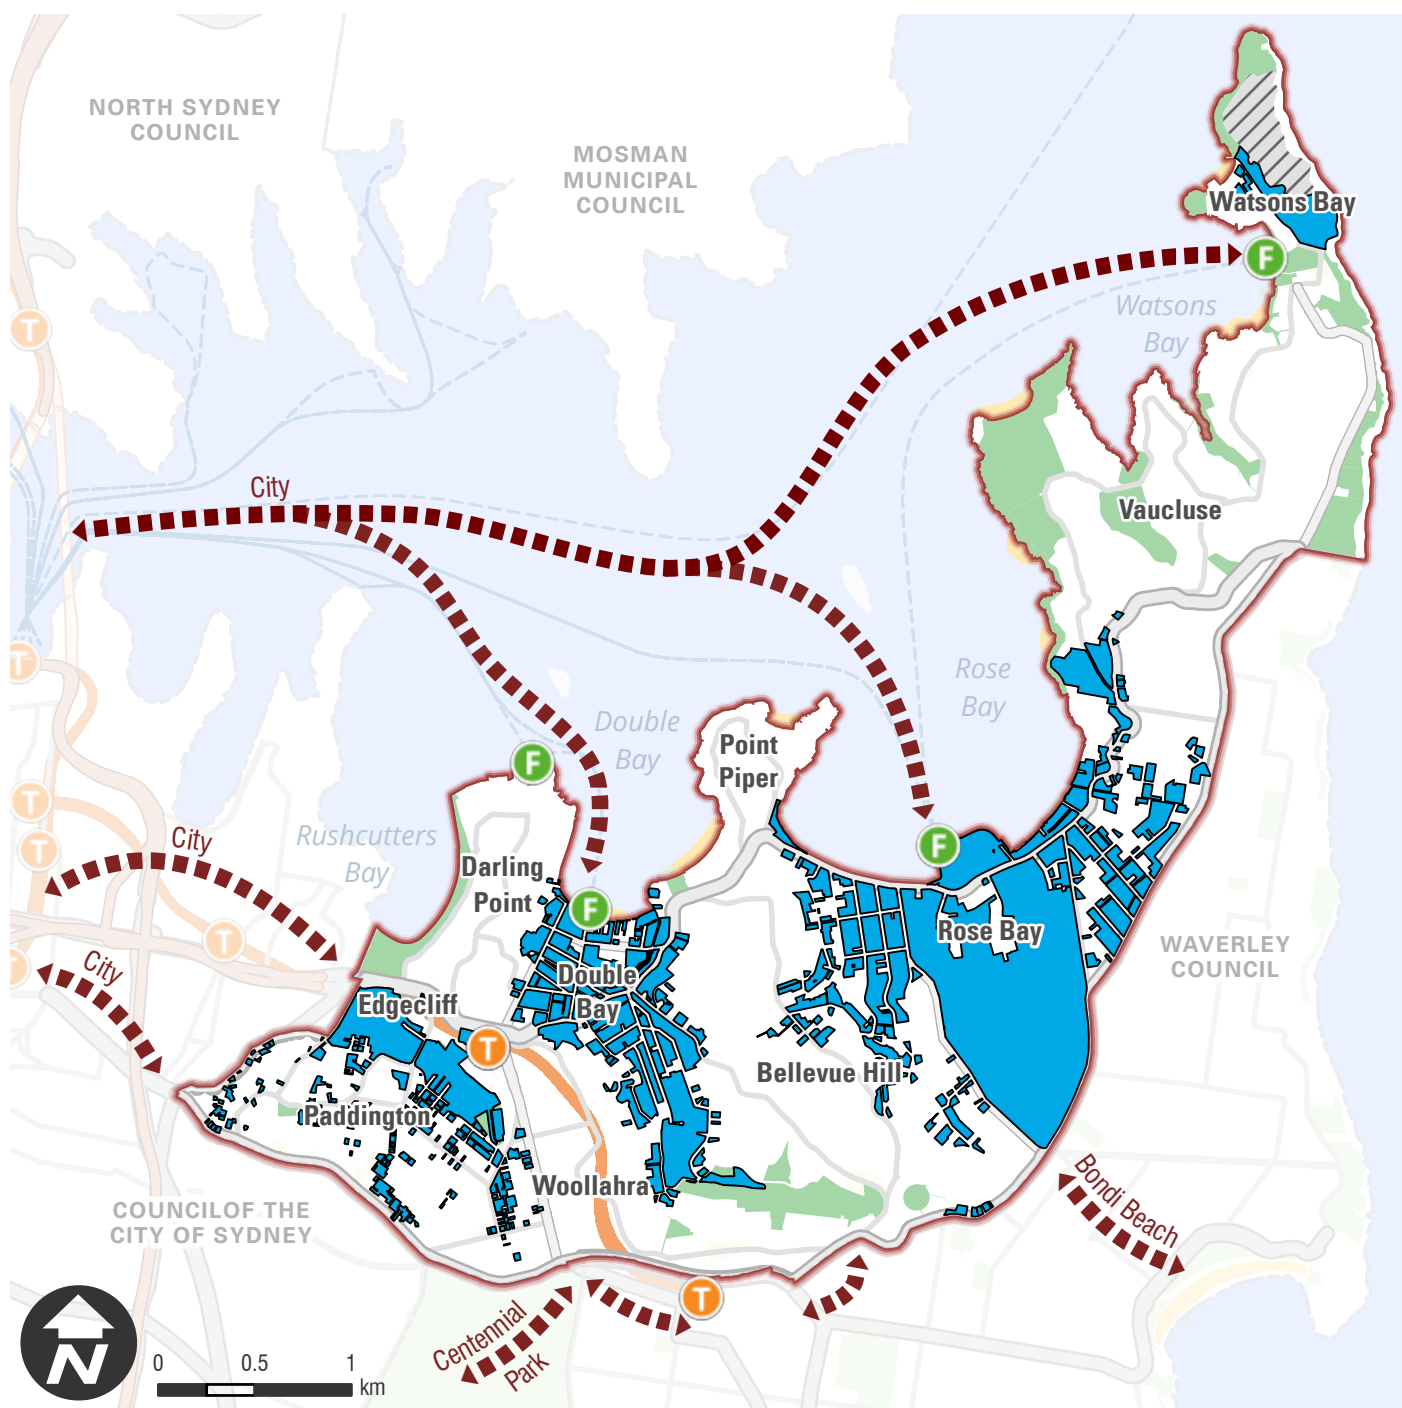 NORTH SYDNEY
COUNCIL
MOSMAN
MUNICIPAL
COUNCIL
Watsons Bay
F
Watsons
Bay
T
City
Vaucluse
T
Rose
Bay
Double
Bay
Point
Piper
F
T
City
T
Rushcutters
Bay
Darling
Point
F
F
Rose Bay
T
City
T
WAVERLEY
COUNCIL
Double
Bay
Edgecliff
T
Bellevue Hill
Paddington
Woollahra
Bondi Beach
COUNCILOF THE
CITY OF SYDNEY
Centennial
Park
T
N
0 0.5 1
km